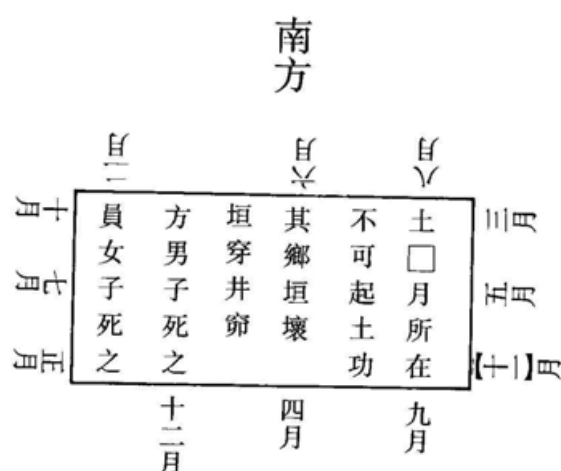 南方
八月
六月
二月
三月
五月
【十一】月
土□月所在
不可起土功
其鄉垣壞
垣穿井窌
方男子死之
員女子死之
十月
七月
正月
九月
四月
十二月